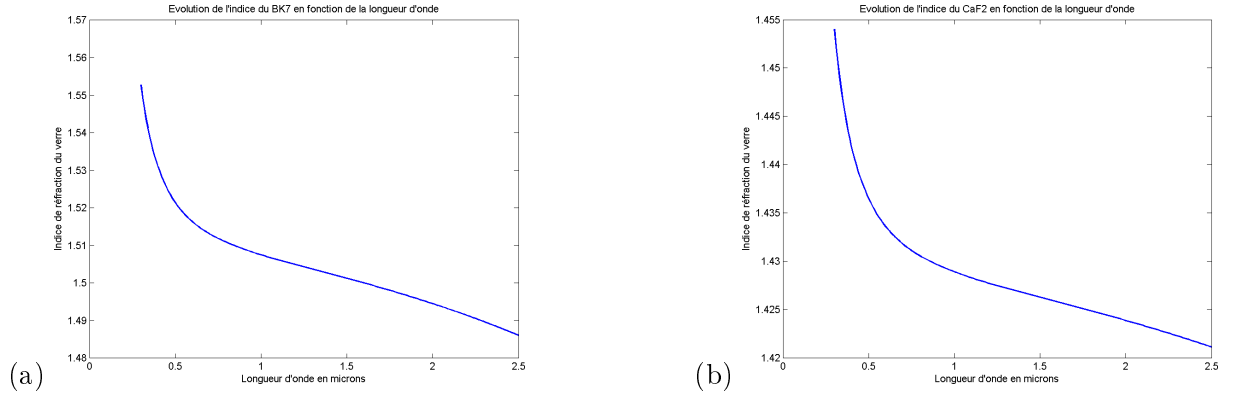 Evolution de l'indice du BK7 en fonction de la longueur d'onde
1.57
1.56
1.55
1.54
1.53
1.52
1.51
1.5
1.49
1.48
Indice de réfraction du verre
0 0.5 1 1.5 2 2.5
Longueur d'onde en microns
(a)
Evolution de l'indice du CaF2 en fonction de la longueur d'onde
1.455
1.45
1.445
1.44
1.435
1.43
1.425
1.42
Indice de réfraction du verre
0 0.5 1 1.5 2 2.5
Longueur d'onde en microns
(b)